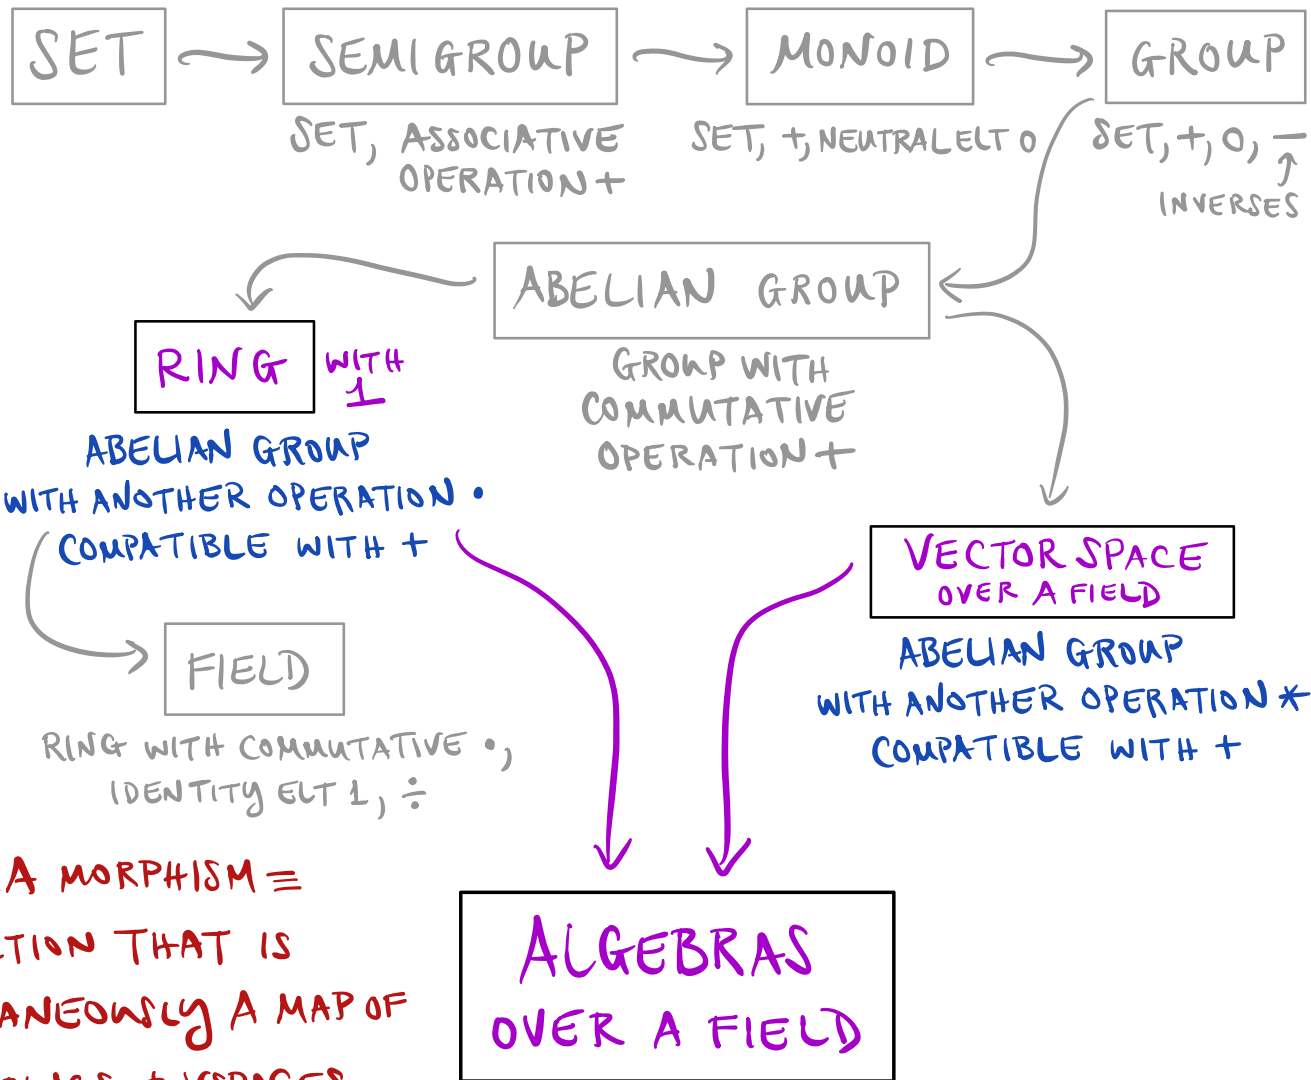 SET
SEMIGROUP
MONOID
GROUP
SET, ASSOCIATIVE
OPERATION +
SET, +, NEUTRAL ELT 0
SET, +, 0, −
INVERSES
ABELIAN GROUP
GROUP WITH
COMMUTATIVE
OPERATION +
RING WITH
1
ABELIAN GROUP
WITH ANOTHER OPERATION •
COMPATIBLE WITH +
VECTOR SPACE
OVER A FIELD
ABELIAN GROUP
WITH ANOTHER OPERATION *
COMPATIBLE WITH +
FIELD
RING WITH COMMUTATIVE •,
IDENTITY ELT 1, ÷
A MORPHISM ≡
CTION THAT IS
ANEOUSLY A MAP OF
ALGEBRAS
OVER A FIELD